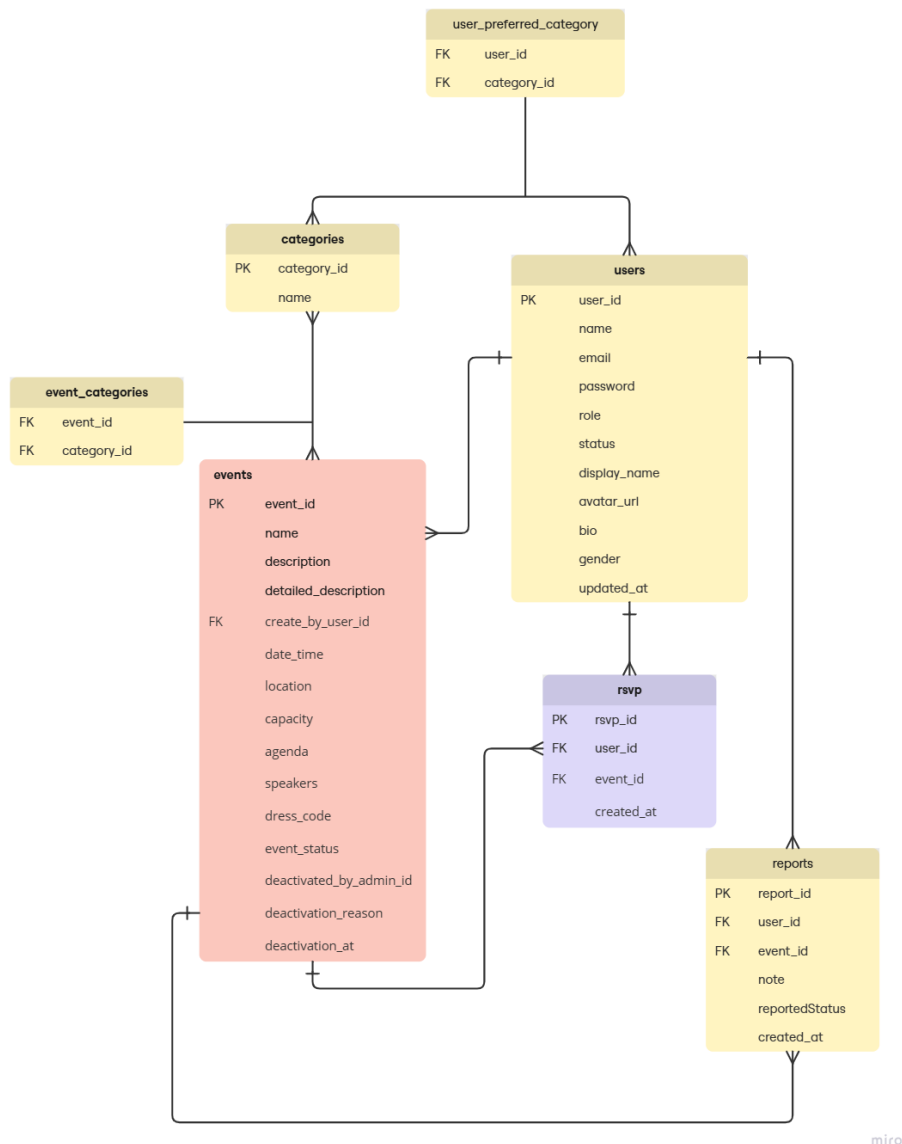 user_preferred_category
FK user_id
FK category_id
categories
PK category_id
name
users
PK user_id
name
email
password
role
status
display_name
avatar_url
bio
gender
updated_at
event_categories
FK event_id
FK category_id
events
PK event_id
name
description
detailed_description
FK create_by_user_id
date_time
location
capacity
agenda
speakers
dress_code
event_status
deactivated_by_admin_id
deactivation_reason
deactivation_at
rsvp
PK rsvp_id
FK user_id
FK event_id
created_at
reports
PK report_id
FK user_id
FK event_id
note
reportedStatus
created_at
miro